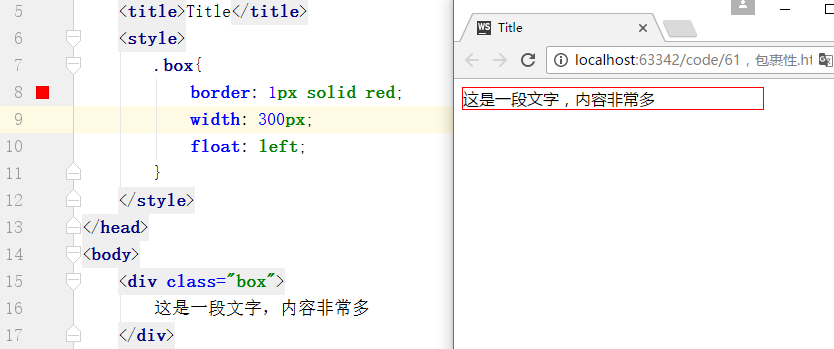 5 <title>Title</title>
6 <style>
7 .box{
8 border: 1px solid red;
9 width: 300px;
10 float: left;
11 }
12 </style>
13 </head>
14 <body>
15 <div class="box">
16 这是一段文字，内容非常多
17 </div>
WS Title
localhost:63342/code/61，包裹性.ht
这是一段文字，内容非常多